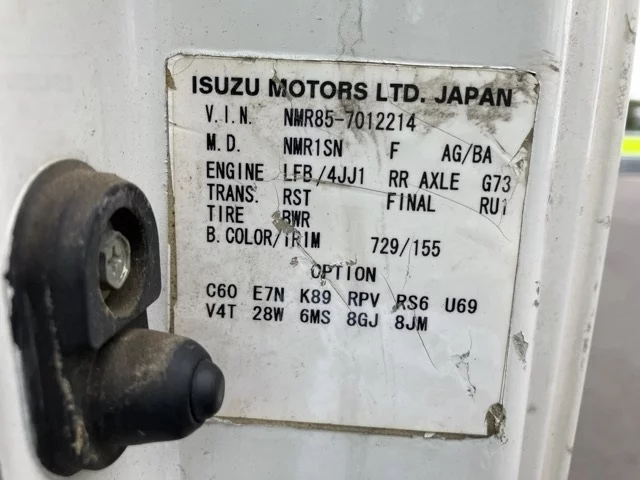 ISUZU MOTORS LTD. JAPAN
V.I.N. NMR85-7012214
M.D. NMR1SN F AG/BA
ENGINE LFB/4JJ1 RR AXLE G73
TRANS. RST FINAL RU1
TIRE BWR
B.COLOR/TRIM 729/155
OPTION
C60 E7N K89 RPV RS6 U69
V4T 28W 6MS 8GJ 8JM